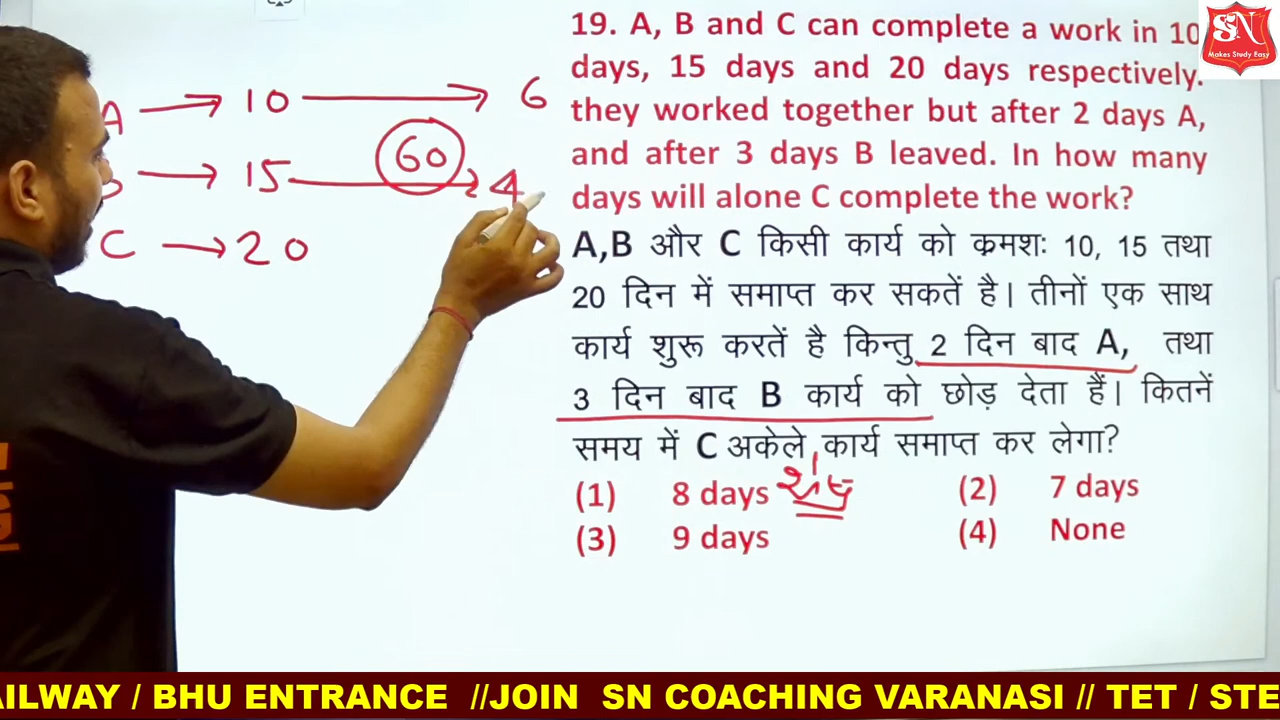 19. A, B and C can complete a work in 10
days, 15 days and 20 days respectively.
they worked together but after 2 days A,
and after 3 days B leaved. In how many
days will alone C complete the work?
A,B और C किसी कार्य को क्रमशः 10, 15 तथा
20 दिन में समाप्त कर सकतें है। तीनों एक साथ
कार्य शुरू करतें है किन्तु 2 दिन बाद A, तथा
3 दिन बाद B कार्य को छोड़ देता हैं। कितनें
समय में C अकेले कार्य समाप्त कर लेगा?
(1) 8 days (2) 7 days
(3) 9 days (4) None
A → 10 → 6
60
→ 15 → 4
C → 20
SN
Makes Study Easy
AILWAY / BHU ENTRANCE //JOIN SN COACHING VARANASI // TET / STE